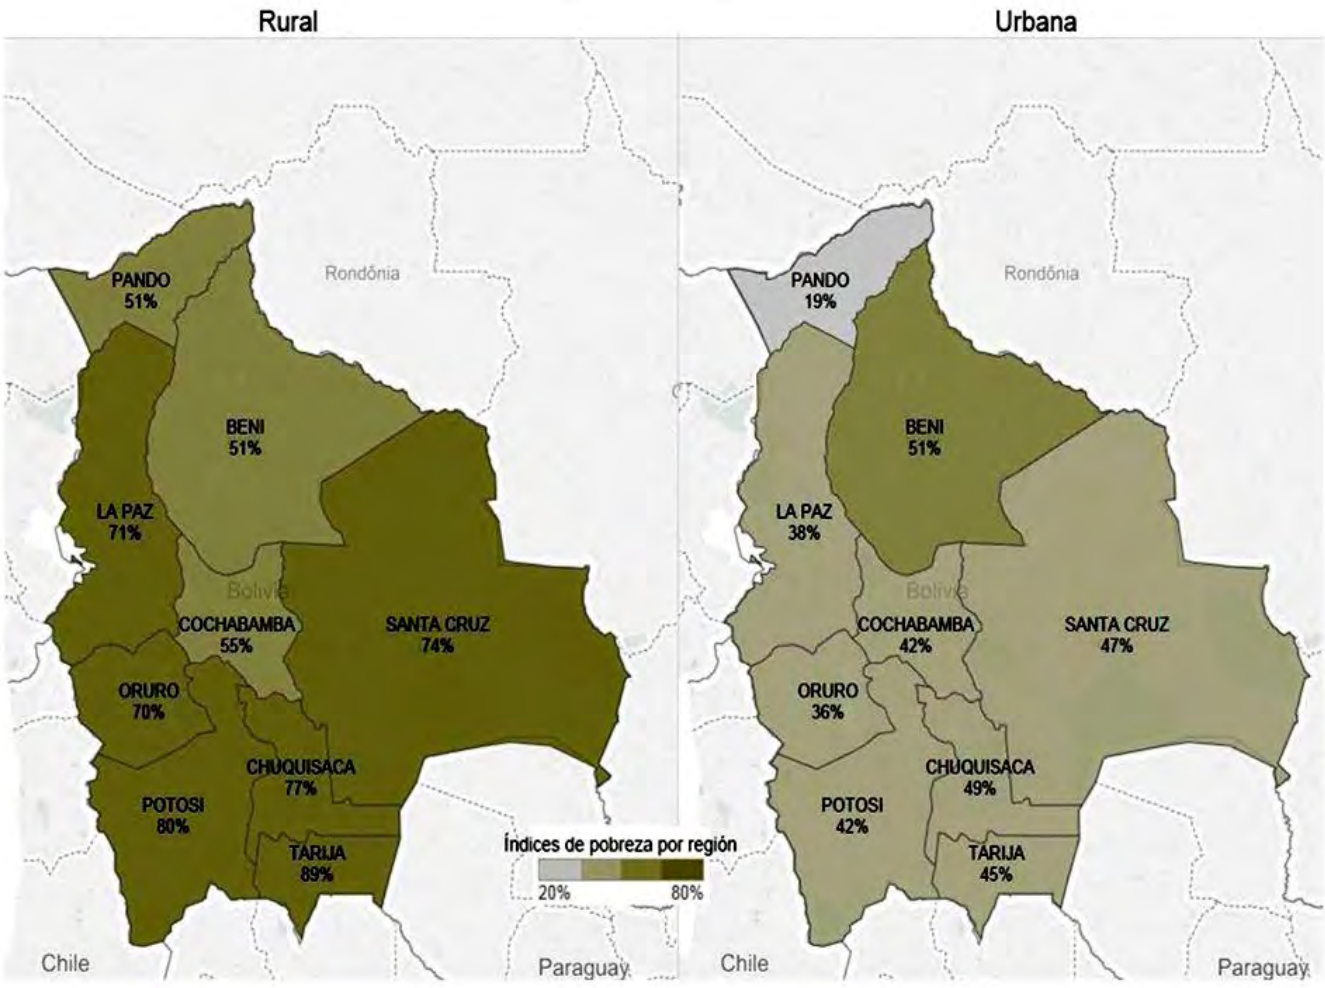 Rural
Urbana
PANDO
51%
Rondônia
BENI
51%
LA PAZ
71%
Bolivia
COCHABAMBA
55%
SANTA CRUZ
74%
ORURO
70%
CHUQUISACA
77%
POTOSI
80%
TARIJA
89%
Chile
Paraguay
Índices de pobreza por región
20%
80%
PANDO
19%
Rondônia
BENI
51%
LA PAZ
38%
Bolivia
COCHABAMBA
42%
SANTA CRUZ
47%
ORURO
36%
CHUQUISACA
49%
POTOSI
42%
TARIJA
45%
Chile
Paraguay